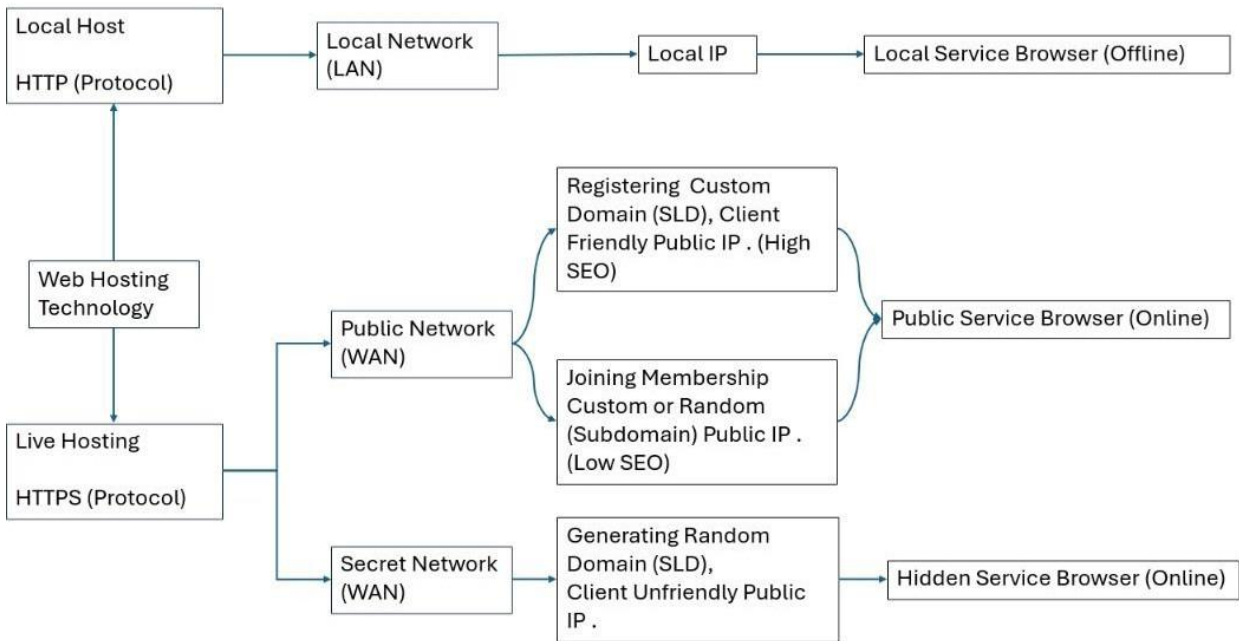 Local Host
HTTP (Protocol)
Local Network
(LAN)
Local IP
Local Service Browser (Offline)
Web Hosting
Technology
Live Hosting
HTTPS (Protocol)
Public Network
(WAN)
Registering Custom
Domain (SLD), Client
Friendly Public IP . (High
SEO)
Joining Membership
Custom or Random
(Subdomain) Public IP .
(Low SEO)
Public Service Browser (Online)
Secret Network
(WAN)
Generating Random
Domain (SLD),
Client Unfriendly Public
IP .
Hidden Service Browser (Online)